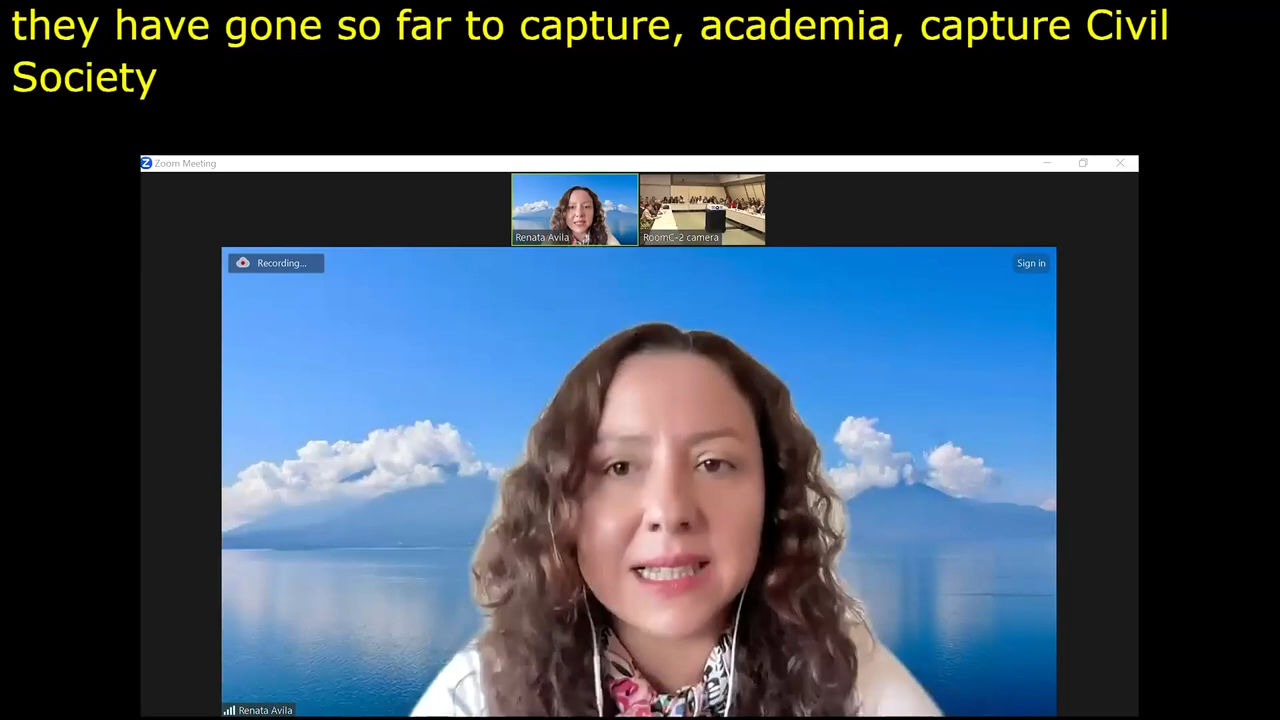 they have gone so far to capture, academia, capture Civil
Society
Zoom Meeting
Renata Avila
RoomC-2 camera
Recording...
Sign in
Renata Avila